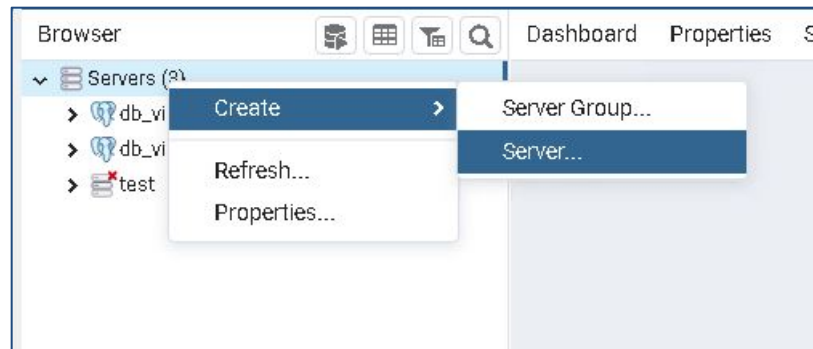 Browser
Dashboard Properties S
Servers (3)
db_vi
db_vi
test
Create
Refresh...
Properties...
Server Group...
Server...